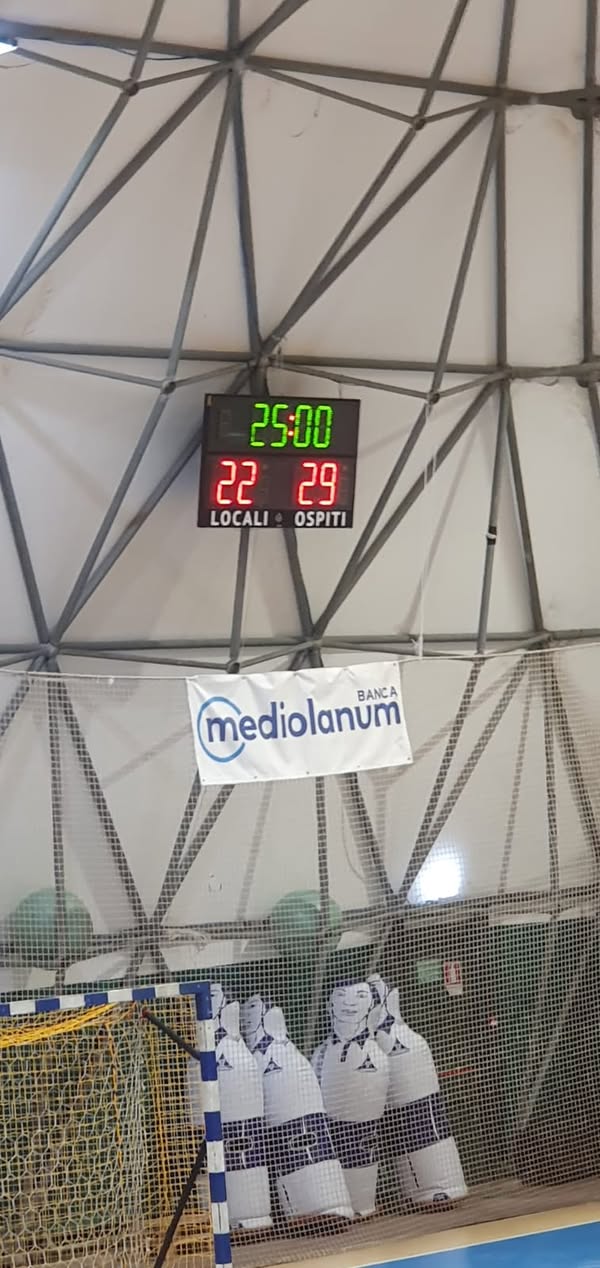 25:00
22 29
LOCALI OSPITI
BANCA
mediolanum